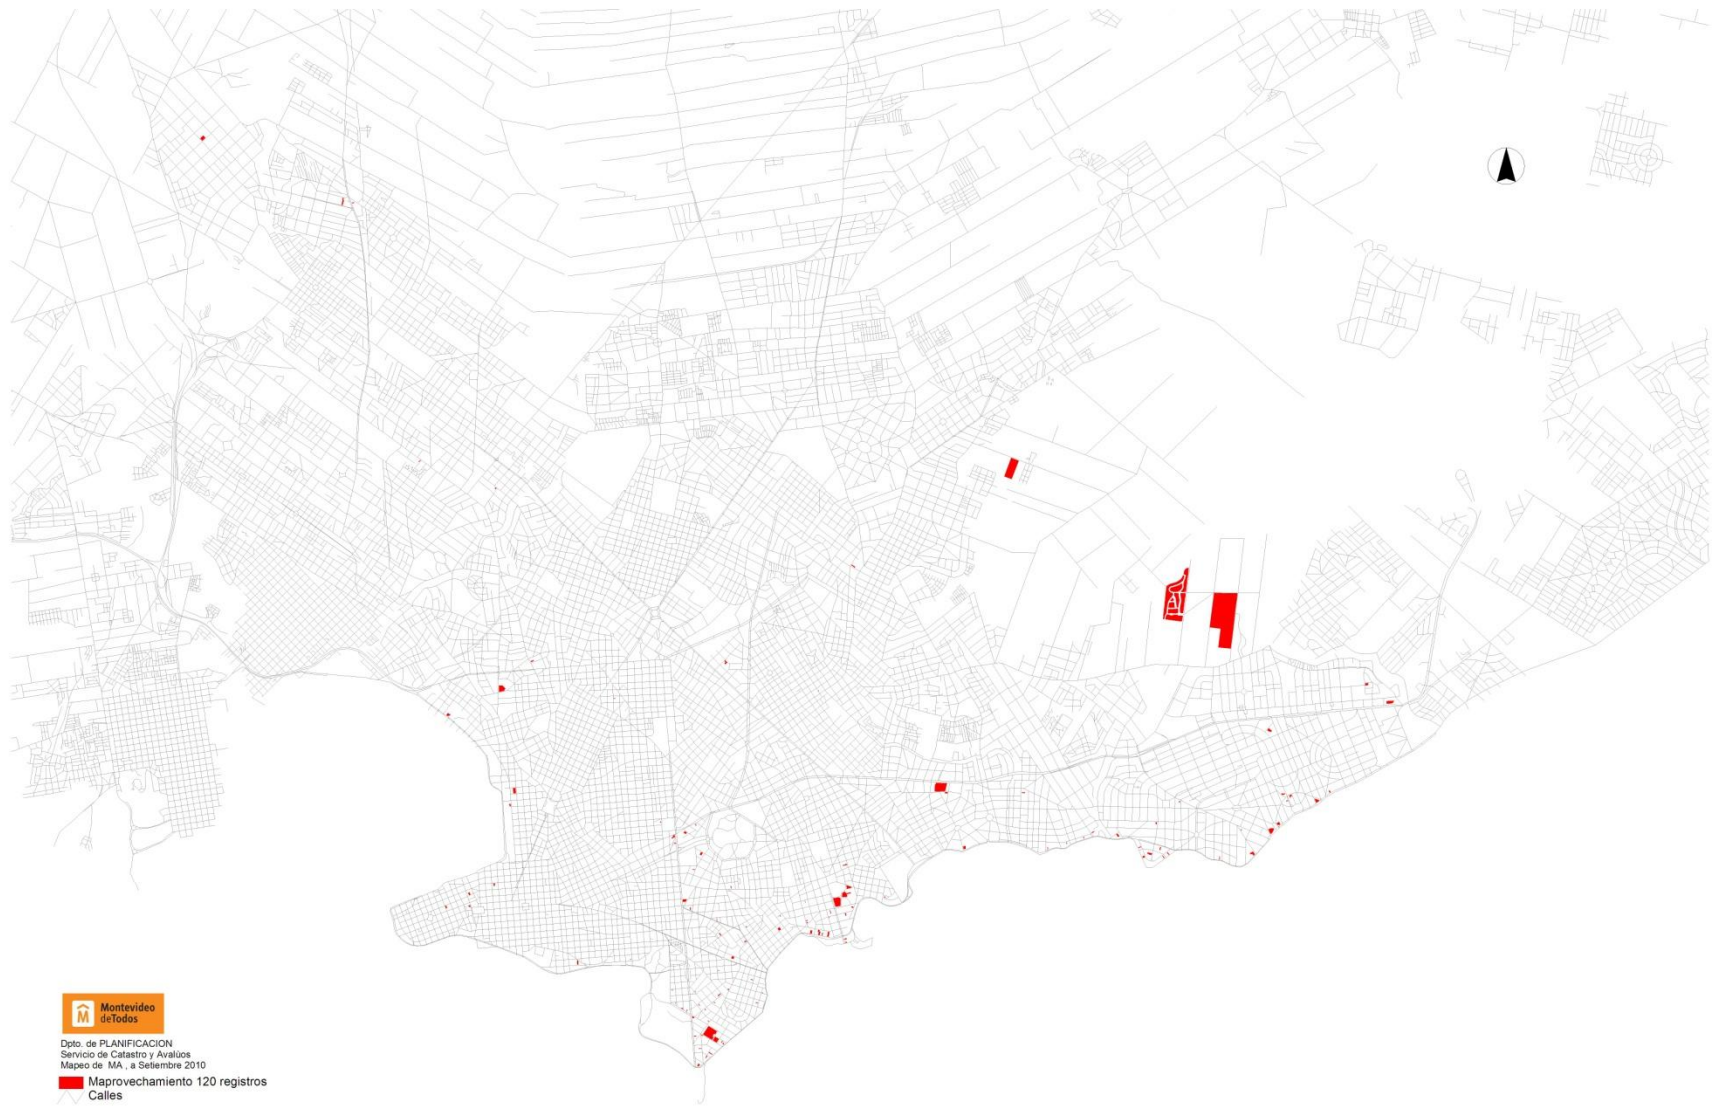 Montevideo
deTodos
Dpto. de PLANIFICACION
Servicio de Catastro y Avalúos
Mapeo de MA , a Setiembre 2010
Maprovechamiento 120 registros
Calles